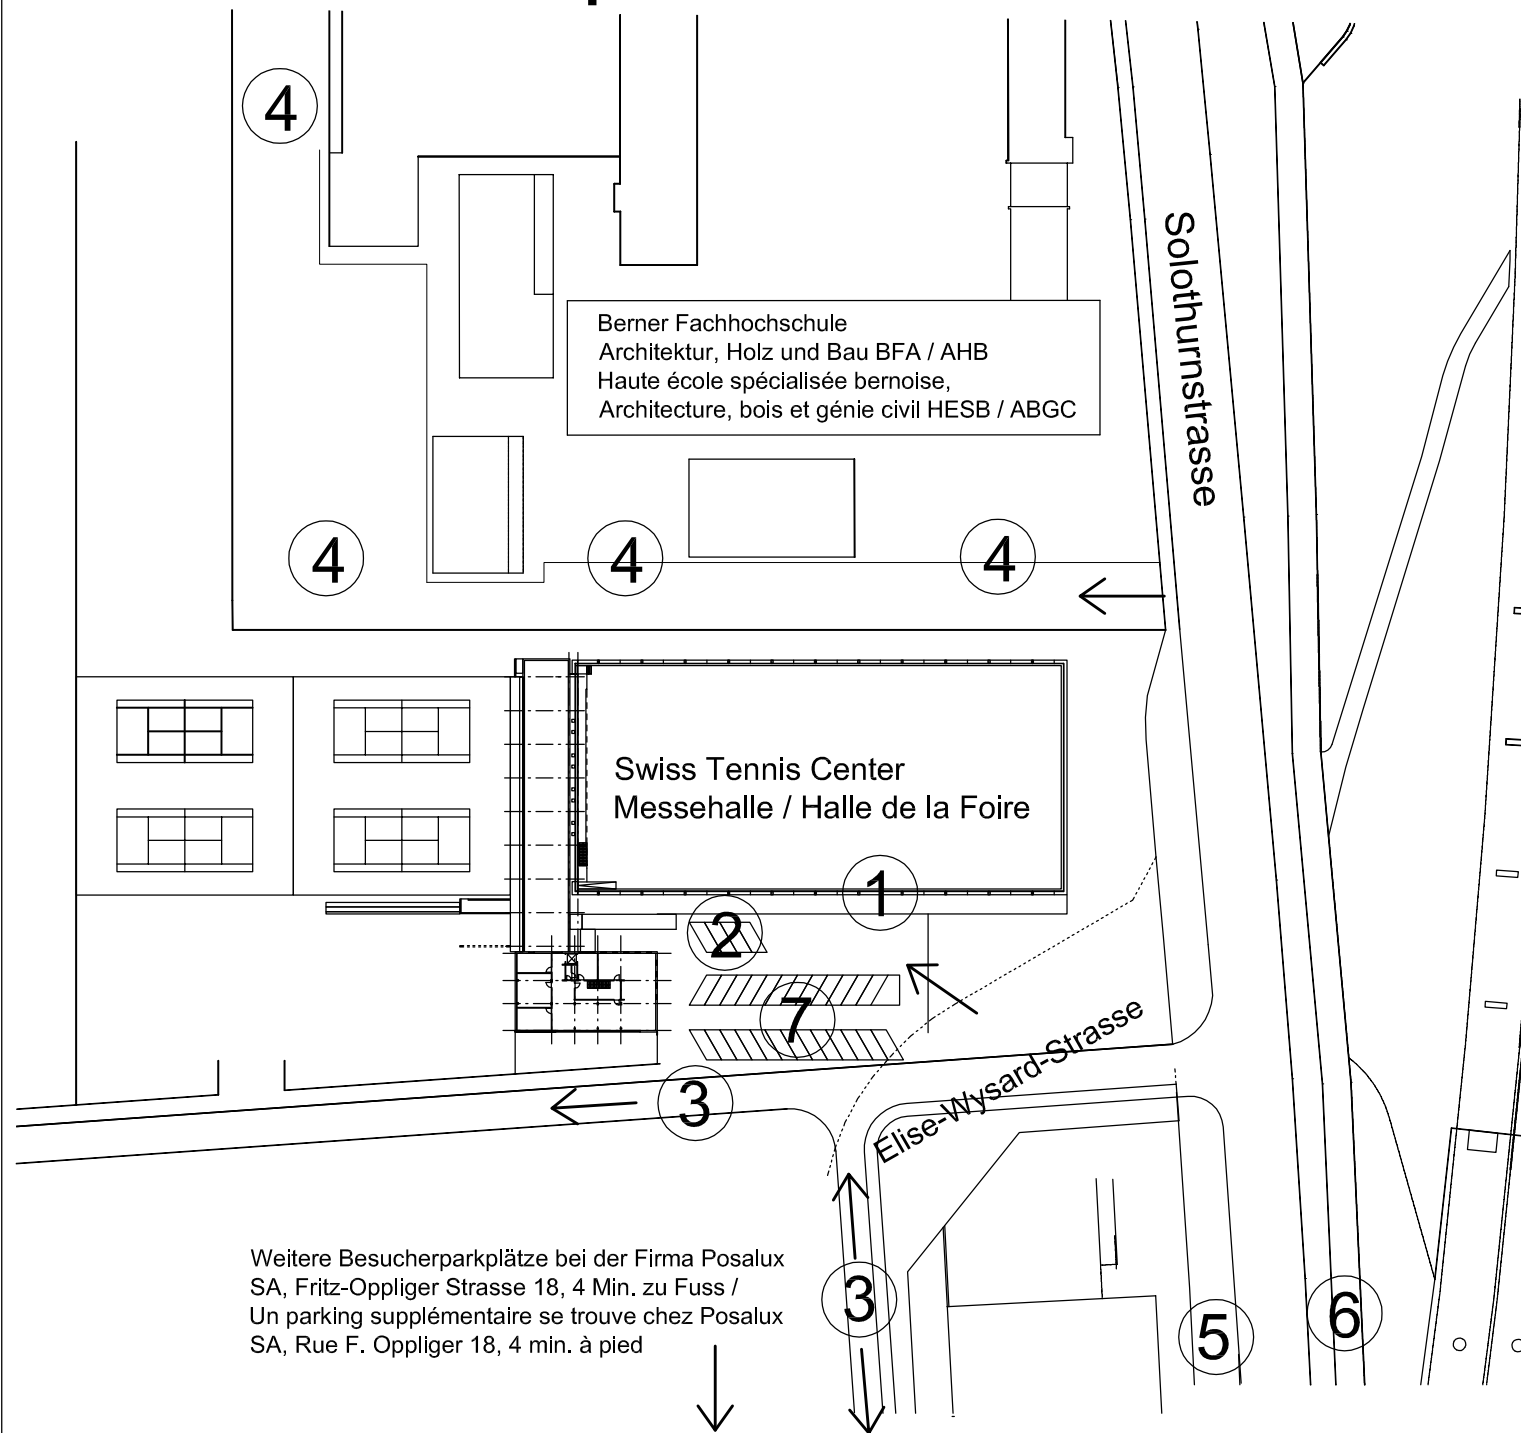 4
Solothurnstrasse
Berner Fachhochschule
Architektur, Holz und Bau BFA / AHB
Haute école spécialisée bernoise,
Architecture, bois et génie civil HESB / ABGC
4
4
4
Swiss Tennis Center
Messehalle / Halle de la Foire
1
2
7
3
Elise-Wysard-Strasse
Weitere Besucherparkplätze bei der Firma Posalux
SA, Fritz-Oppliger Strasse 18, 4 Min. zu Fuss /
Un parking supplémentaire se trouve chez Posalux
SA, Rue F. Oppliger 18, 4 min. à pied
3
5
6